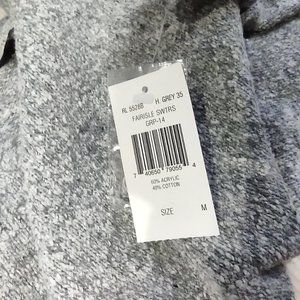 RL 5528B H. GREY 35
FAIRISLE SWTRS
GRP-14
7 40650 79055 4
60% ACRYLIC
40% COTTON
SIZE M